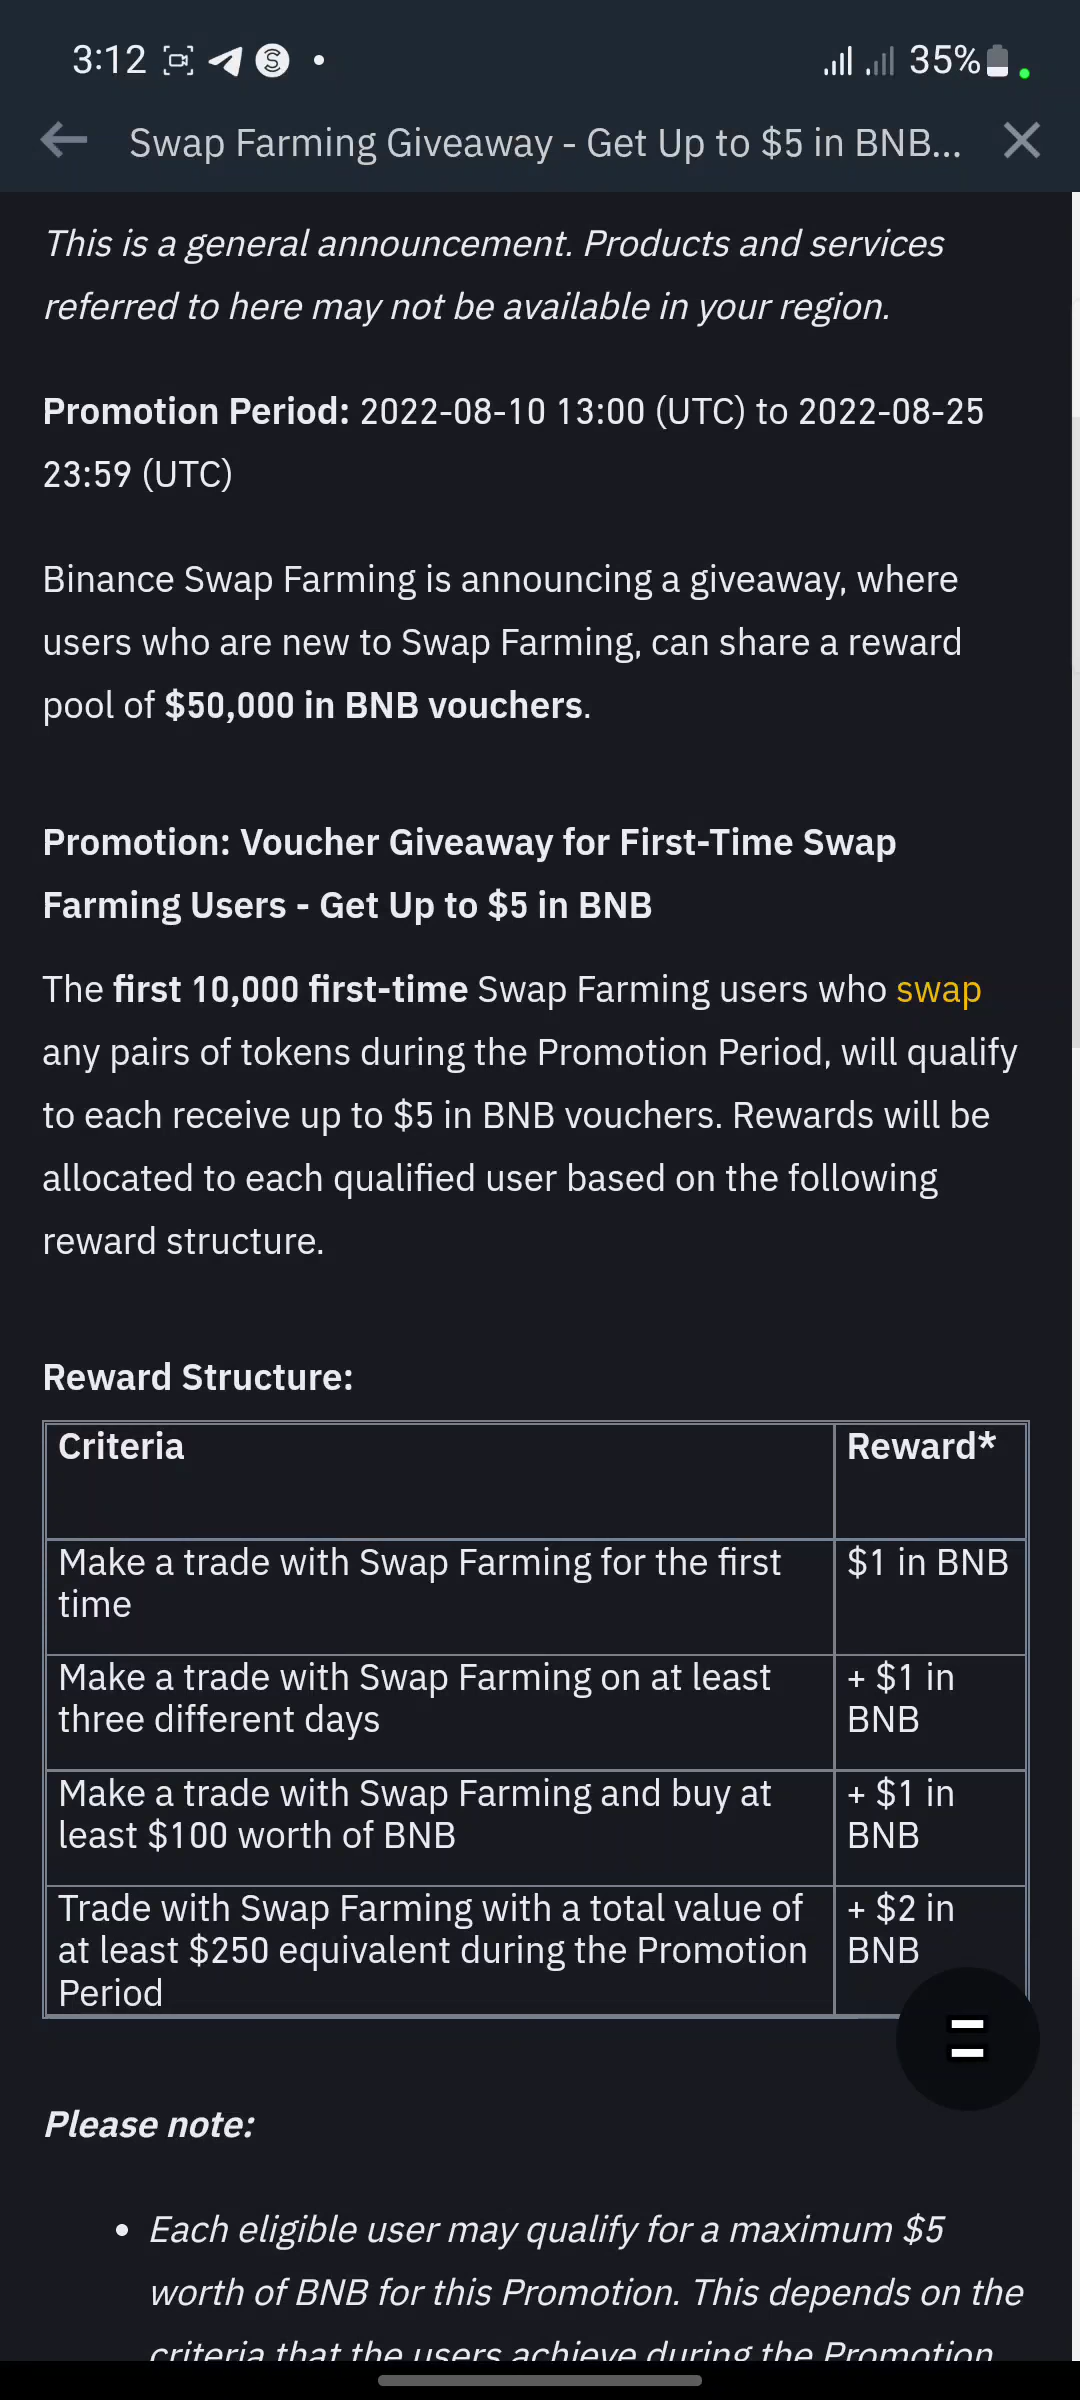 3:12
35%
Swap Farming Giveaway - Get Up to $5 in BNB...
This is a general announcement. Products and services
referred to here may not be available in your region.
Promotion Period: 2022-08-10 13:00 (UTC) to 2022-08-25
23:59 (UTC)
Binance Swap Farming is announcing a giveaway, where
users who are new to Swap Farming, can share a reward
pool of $50,000 in BNB vouchers.
Promotion: Voucher Giveaway for First-Time Swap
Farming Users - Get Up to $5 in BNB
The first 10,000 first-time Swap Farming users who swap
any pairs of tokens during the Promotion Period, will qualify
to each receive up to $5 in BNB vouchers. Rewards will be
allocated to each qualified user based on the following
reward structure.
Reward Structure:
Criteria
Reward*
Make a trade with Swap Farming for the first
time
$1 in BNB
Make a trade with Swap Farming on at least
three different days
+ $1 in
BNB
Make a trade with Swap Farming and buy at
least $100 worth of BNB
+ $1 in
BNB
Trade with Swap Farming with a total value of
at least $250 equivalent during the Promotion
Period
+ $2 in
BNB
Please note:
• Each eligible user may qualify for a maximum $5
worth of BNB for this Promotion. This depends on the
criteria that the users achieve during the Promotion